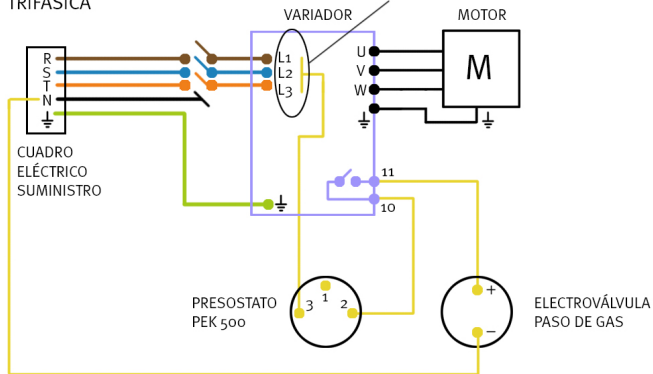 TRIFÁSICA
VARIADOR
MOTOR
R
S
T
N
L1
L2
L3
U
V
W
M
CUADRO
ELÉCTRICO
SUMINISTRO
11
10
PRESOSTATO
PEK 500
1
2
3
+
−
ELECTROVÁLVULA
PASO DE GAS